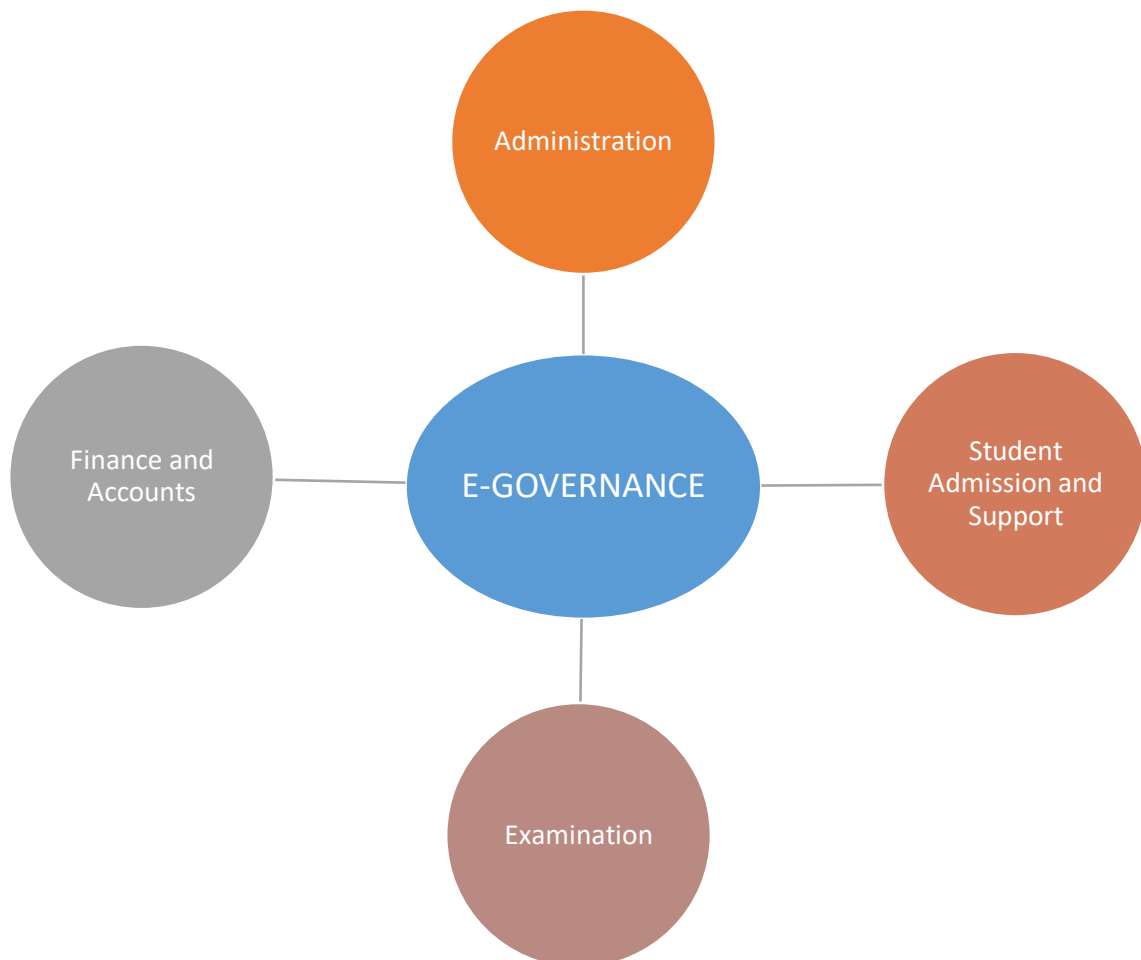 Administration
Finance and
Accounts
E-GOVERNANCE
Student
Admission and
Support
Examination